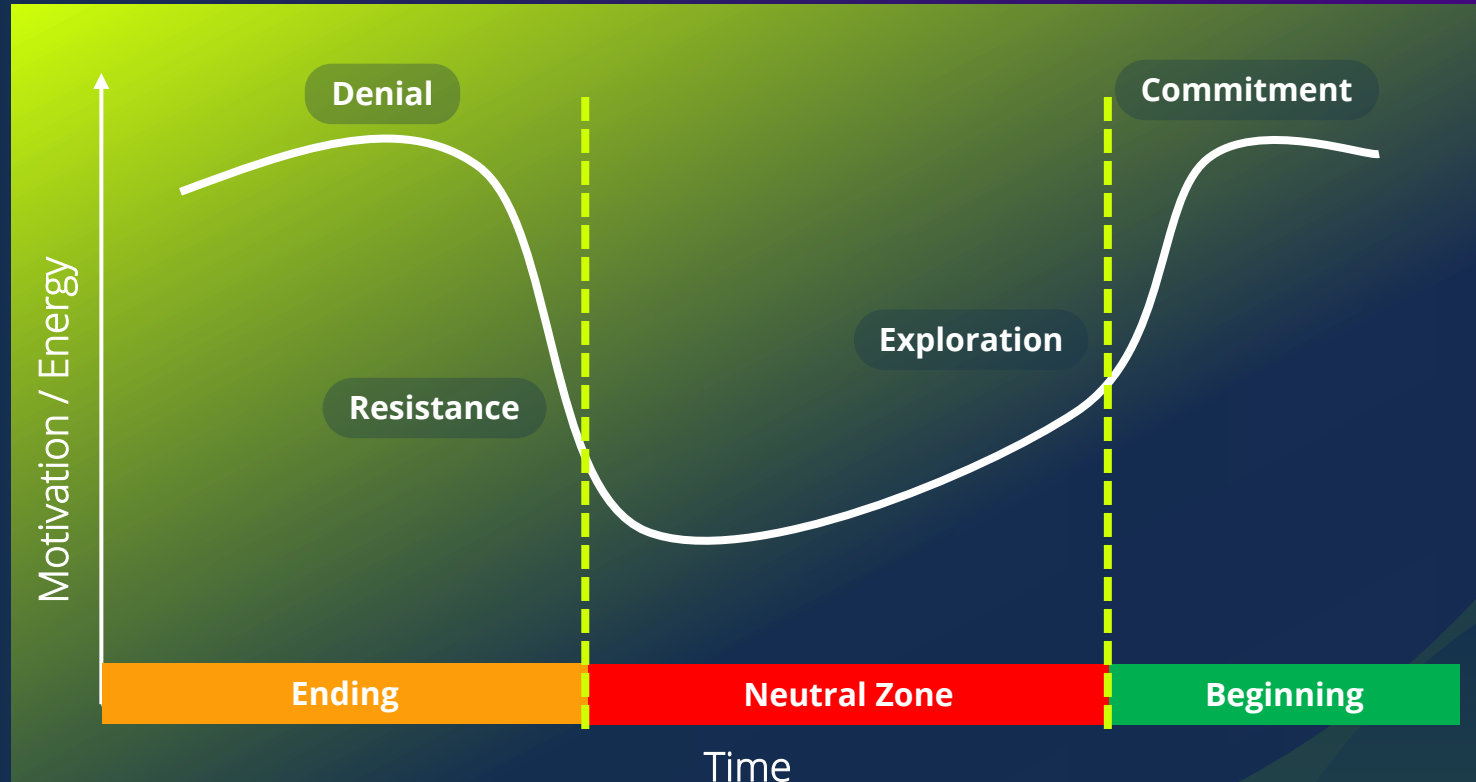 Denial
Commitment
Motivation / Energy
Exploration
Resistance
Ending
Neutral Zone
Beginning
Time